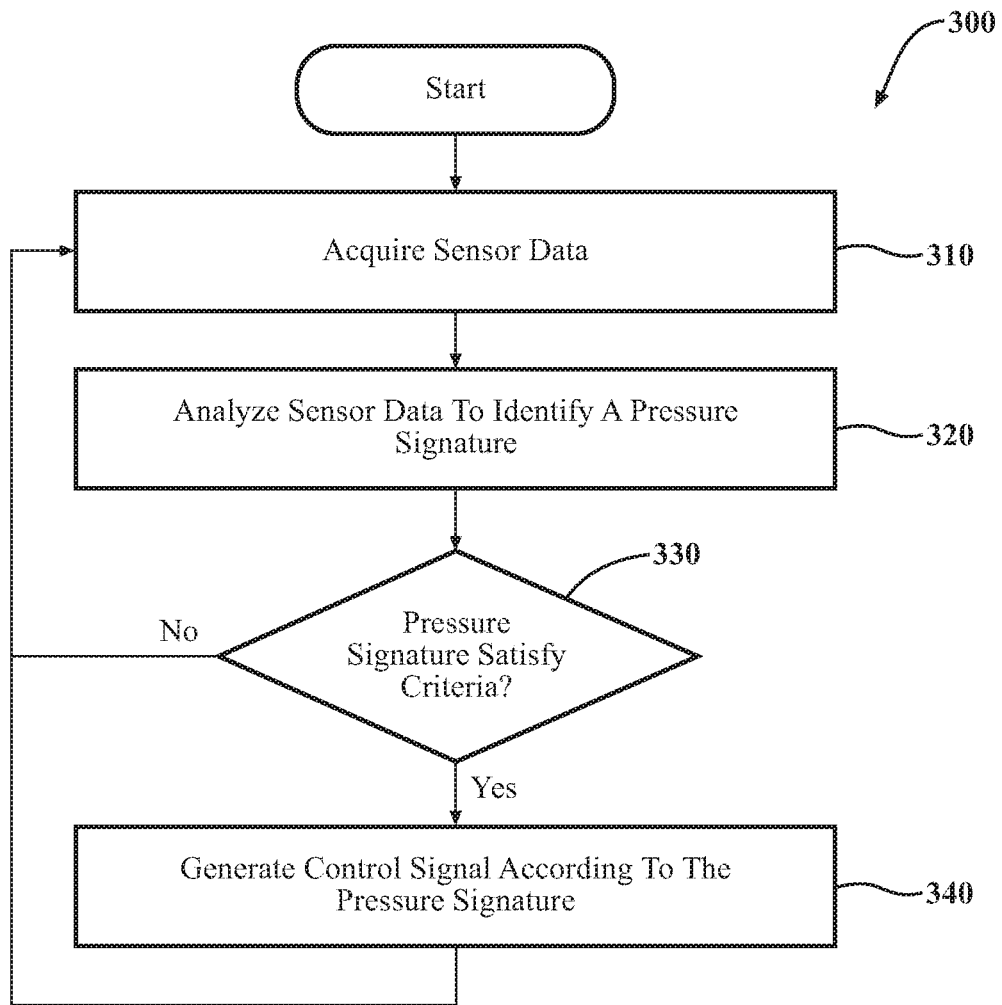 300
Start
Acquire Sensor Data
310
Analyze Sensor Data To Identify A Pressure
Signature
320
330
Pressure
Signature Satisfy
Criteria?
No
Yes
Generate Control Signal According To The
Pressure Signature
340